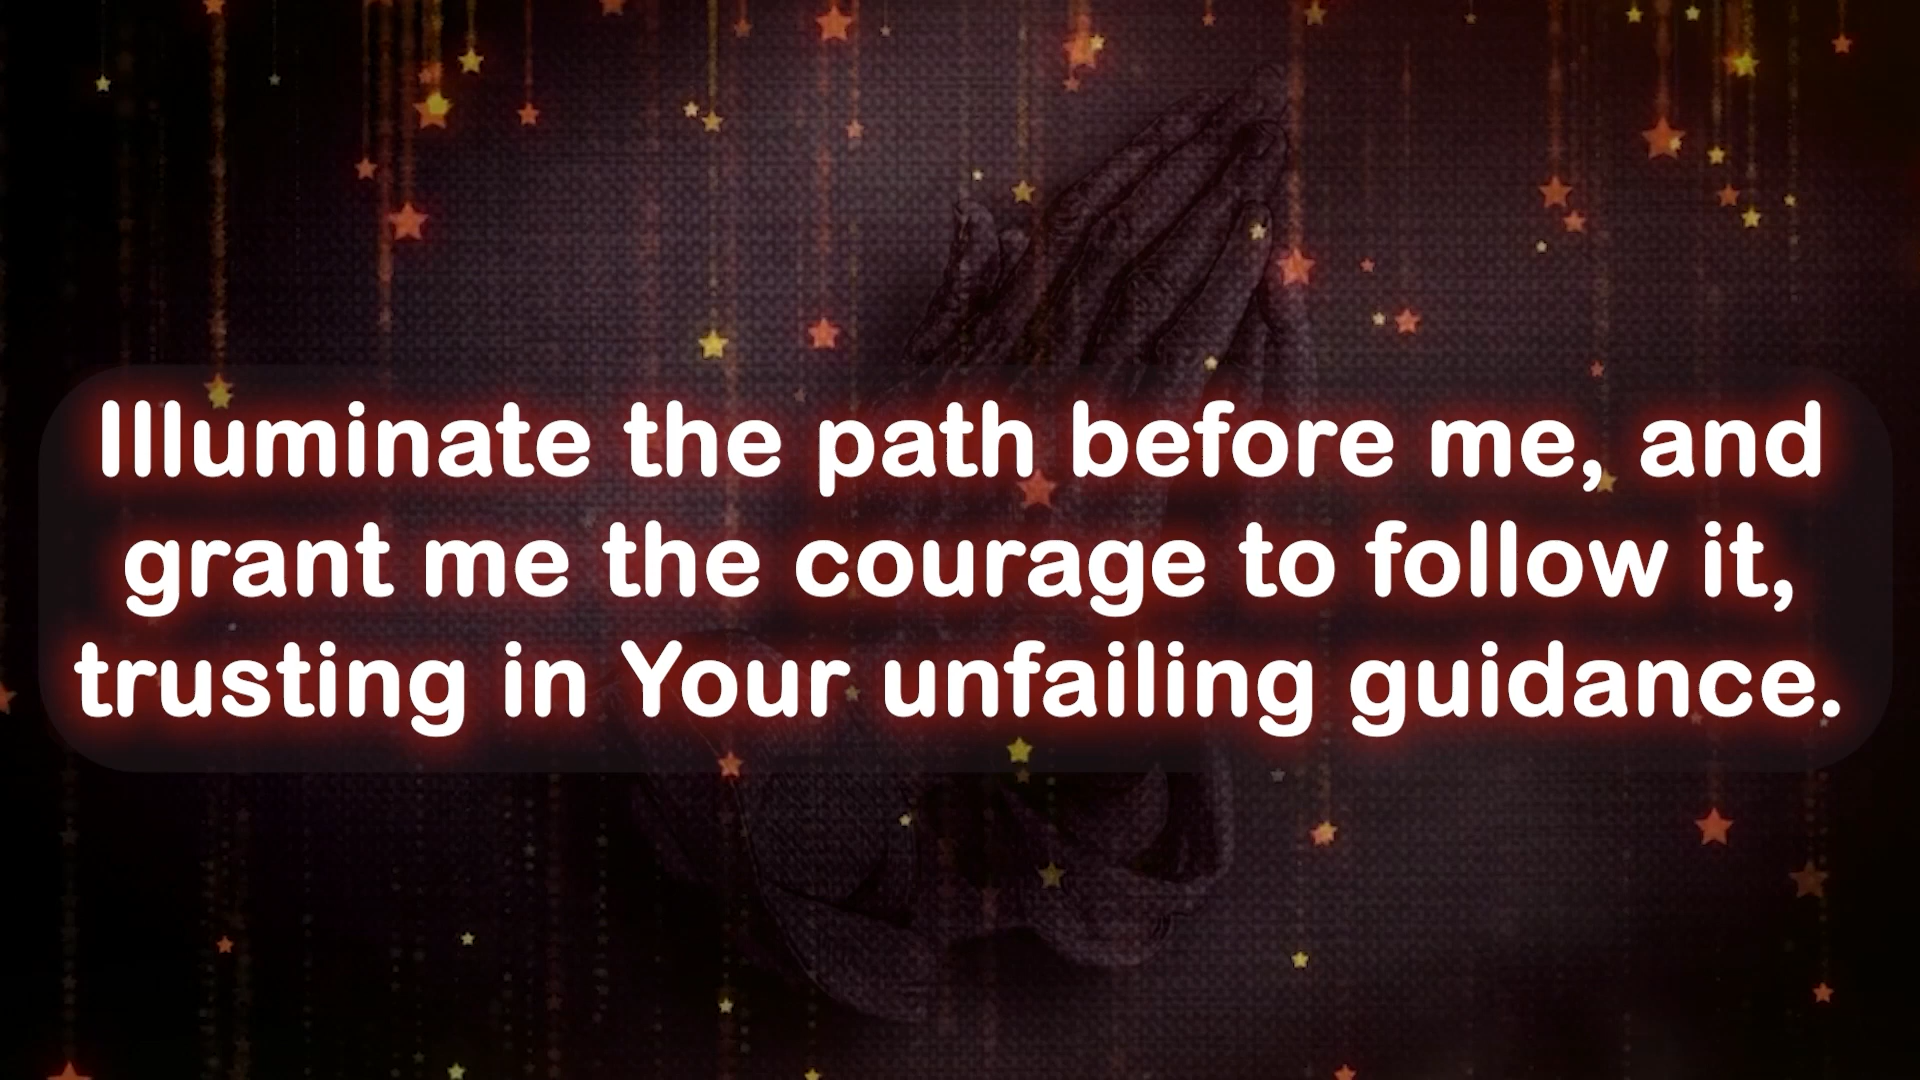 Illuminate the path before me, and
grant me the courage to follow it,
trusting in Your unfailing guidance.